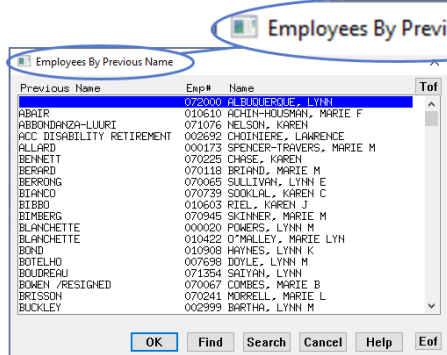 Employees By Previ
Employees By Previous Name
Previous Name Emp# Name Tof
072000 ALBUQUERQUE, LYNN
ABAIR 010610 ACHIN-HOUSMAN, MARIE F
ABBONDANZA-LUURI 071076 NELSON, KAREN
ACC DISABILITY RETIREMENT 002692 CHOINIERE, LAWRENCE
ALLARD 000173 SPENCER-TRAVERS, MARIE M
BENNETT 070225 CHASE, KAREN
BERARD 070118 BRIAND, MARIE M
BERRONG 071065 SULLIVAN, LYNN E
BIANCO 070739 SOOKLAL, KAREN C
BIBBO 010603 RIEL, KAREN J
BIMBERG 070945 SKINNER, MARIE M
BLANCHETTE 000020 POWERS, LYNN M
BLANCHETTE 010422 O'MALLEY, MARIE LYN
BOND 010908 HAYNES, LYNN K
BOTELHO 007698 DOYLE, LYNN M
BOUDREAU 071354 SAIYAN, LYNN
BOWEN /RESIGNED 070067 COMBES, MARIE B
BRISSON 070241 MORRELL, MARIE L
BUCKLEY 002999 BARTHA, LYNN M
OK Find Search Cancel Help Eof